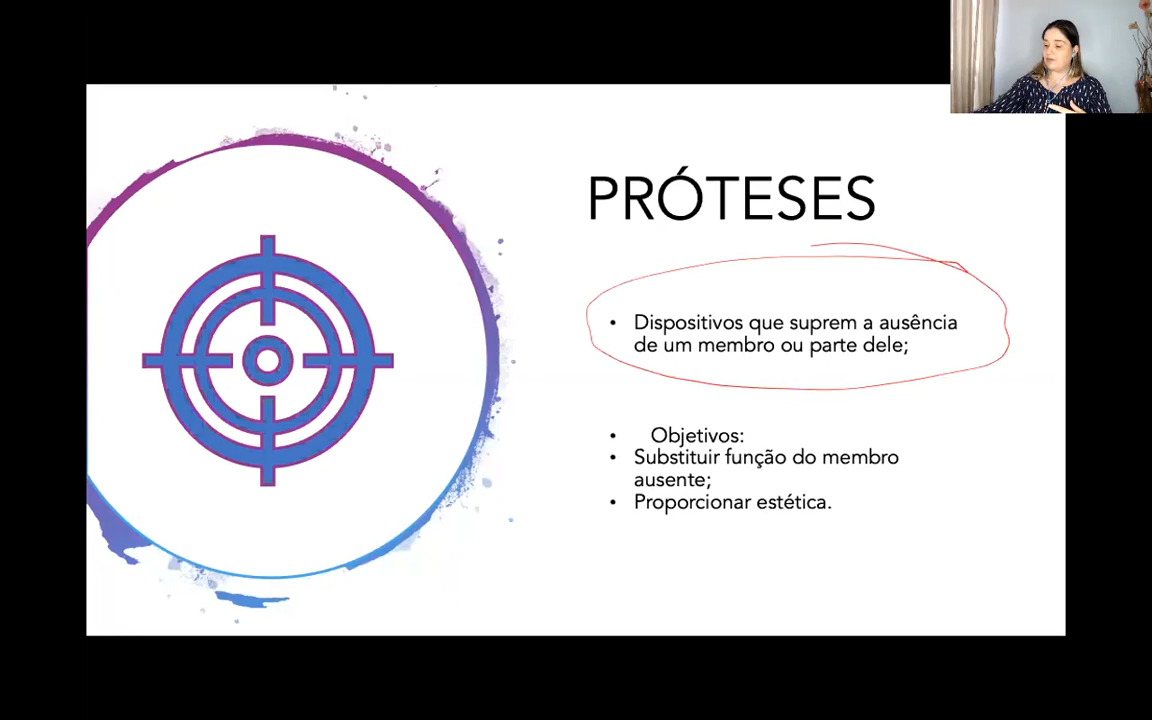 PRÓTESES
• Dispositivos que suprem a ausência
de um membro ou parte dele;
• Objetivos:
• Substituir função do membro
ausente;
• Proporcionar estética.